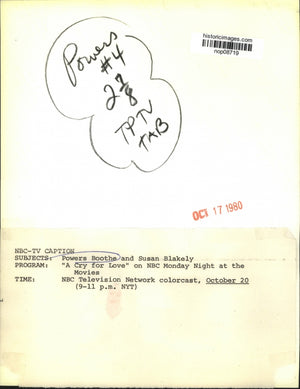 historicimages.com
nop08719
Powers
#4
2 7/8
TPTV
TAB
OCT 17 1980
NBC-TV CAPTION
SUBJECTS: Powers Boothe and Susan Blakely
PROGRAM: "A Cry for Love" on NBC Monday Night at the
Movies
TIME: NBC Television Network colorcast, October 20
(9-11 p.m. NYT)